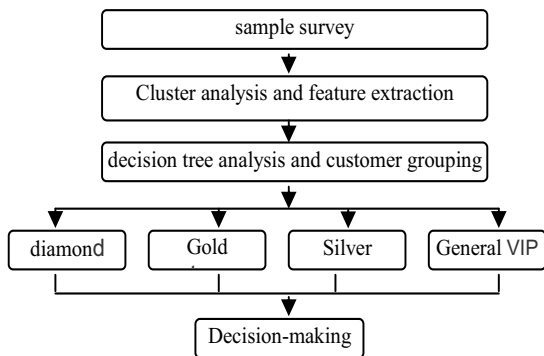 sample survey
Cluster analysis and feature extraction
decision tree analysis and customer grouping
diamond Gold Silver General VIP
Decision-making